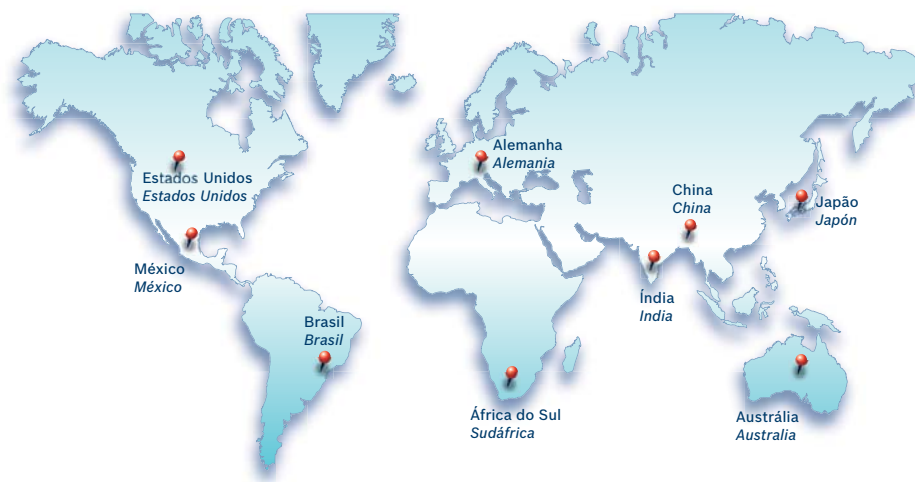 Alemanha
Alemania
Estados Unidos
Estados Unidos
China
China
Japão
Japón
México
México
Índia
India
Brasil
Brasil
África do Sul
Sudáfrica
Austrália
Australia